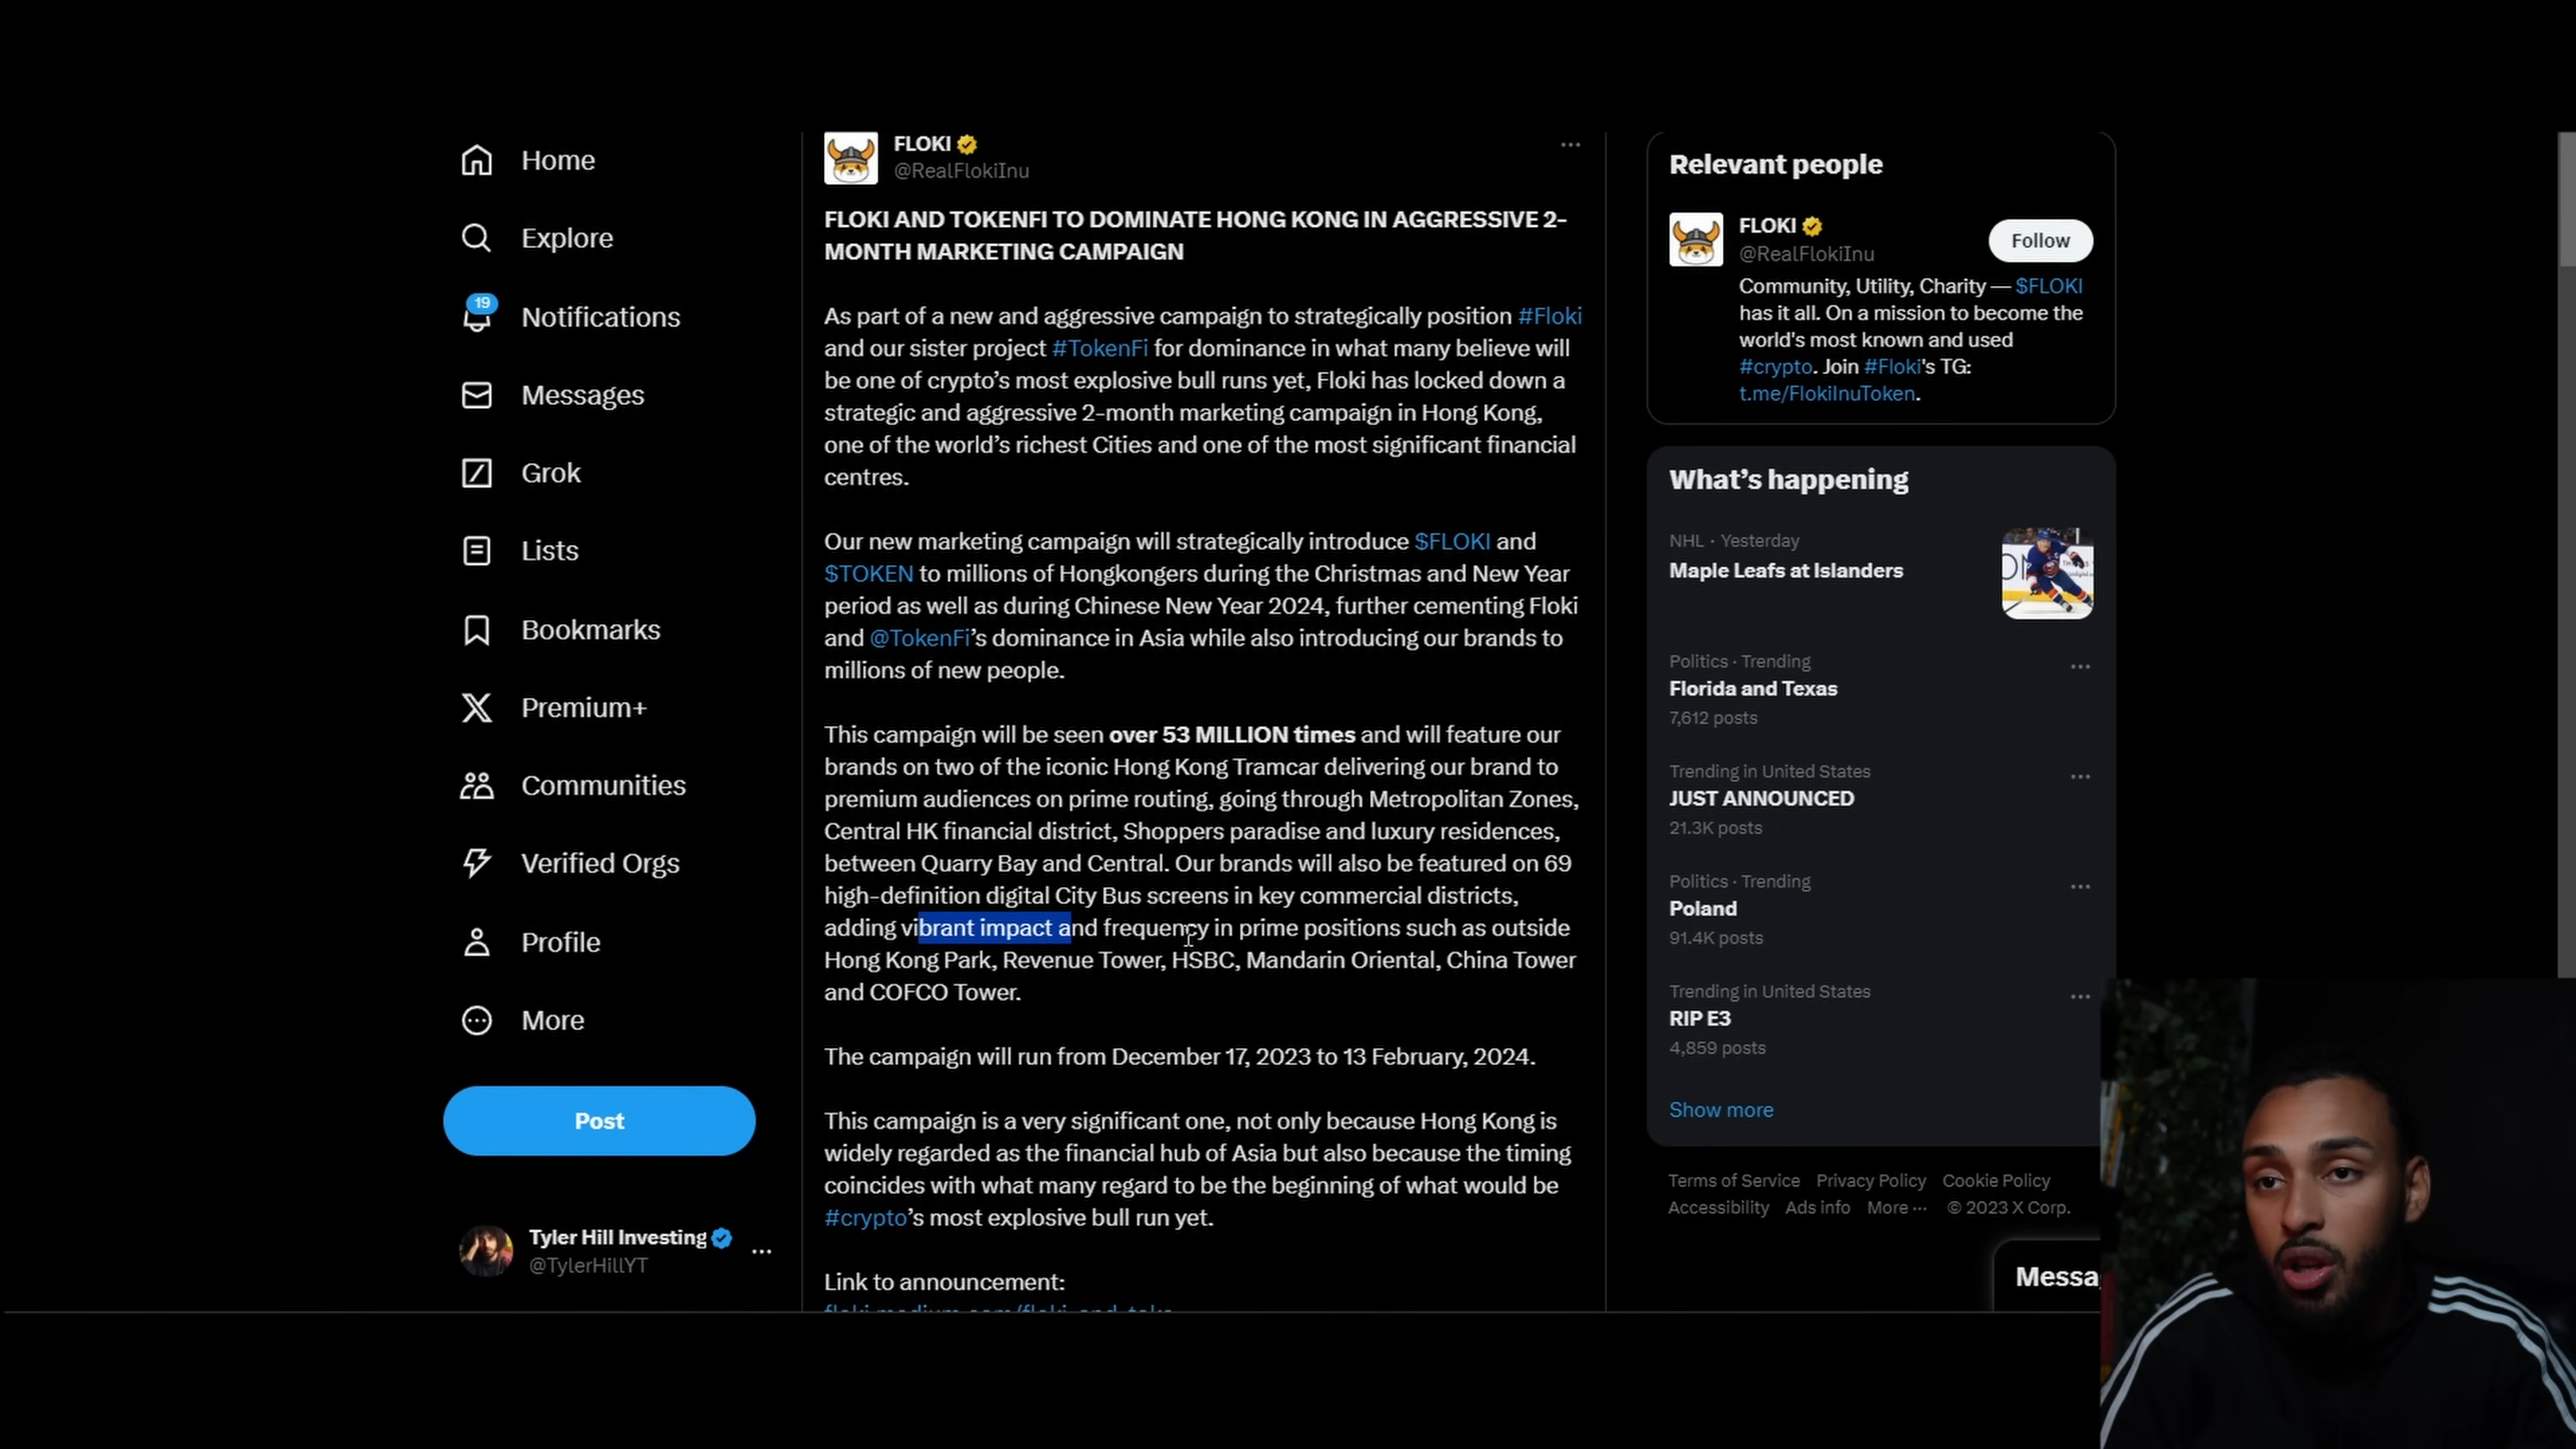 Home
Explore
19
Notifications
Messages
Grok
Lists
Bookmarks
Premium+
Communities
Verified Orgs
Profile
More
Post
Tyler Hill Investing
@TylerHillYT
FLOKI
@RealFlokiInu
FLOKI AND TOKENFI TO DOMINATE HONG KONG IN AGGRESSIVE 2-
MONTH MARKETING CAMPAIGN
As part of a new and aggressive campaign to strategically position #Floki
and our sister project #TokenFi for dominance in what many believe will
be one of crypto’s most explosive bull runs yet, Floki has locked down a
strategic and aggressive 2-month marketing campaign in Hong Kong,
one of the world’s richest Cities and one of the most significant financial
centres.
Our new marketing campaign will strategically introduce $FLOKI and
$TOKEN to millions of Hongkongers during the Christmas and New Year
period as well as during Chinese New Year 2024, further cementing Floki
and @TokenFi’s dominance in Asia while also introducing our brands to
millions of new people.
This campaign will be seen over 53 MILLION times and will feature our
brands on two of the iconic Hong Kong Tramcar delivering our brand to
premium audiences on prime routing, going through Metropolitan Zones,
Central HK financial district, Shoppers paradise and luxury residences,
between Quarry Bay and Central. Our brands will also be featured on 69
high-definition digital City Bus screens in key commercial districts,
adding vibrant impact and frequency in prime positions such as outside
Hong Kong Park, Revenue Tower, HSBC, Mandarin Oriental, China Tower
and COFCO Tower.
The campaign will run from December 17, 2023 to 13 February, 2024.
This campaign is a very significant one, not only because Hong Kong is
widely regarded as the financial hub of Asia but also because the timing
coincides with what many regard to be the beginning of what would be
#crypto’s most explosive bull run yet.
Link to announcement:
floki.medium.com/floki-and-toke
Relevant people
FLOKI
@RealFlokiInu
Follow
Community, Utility, Charity — $FLOKI
has it all. On a mission to become the
world's most known and used
#crypto. Join #Floki's TG:
t.me/FlokiInuToken.
What’s happening
NHL · Yesterday
Maple Leafs at Islanders
Politics · Trending
Florida and Texas
7,612 posts
Trending in United States
JUST ANNOUNCED
21.3K posts
Politics · Trending
Poland
91.4K posts
Trending in United States
RIP E3
4,859 posts
Show more
Terms of Service Privacy Policy Cookie Policy
Accessibility Ads info More ··· © 2023 X Corp.
Messa